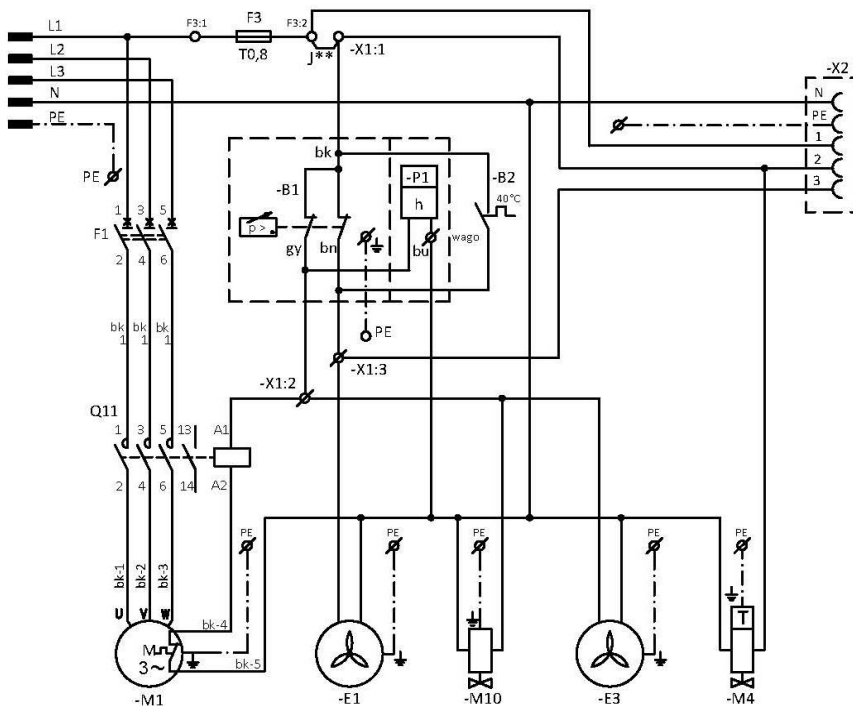 L1 F3:1 F3 F3:2
T0,8 j** -X1:1
L2
L3 -X2
N N
PE PE
1
2
3
PE
bk
-B1 -P1 -B2
h 40°C
p >
gy bn bu wago
PE
1 3 5
F1
2 4 6
bk 1 bk 1 bk 1
-X1:3
-X1:2
Q11
1 3 5 13 A1
2 4 6 14 A2
PE PE PE PE PE
bk-1 bk-2 bk-3
U V W
bk-4
M
3~
bk-5
T
-M1 -E1 -M10 -E3 -M4